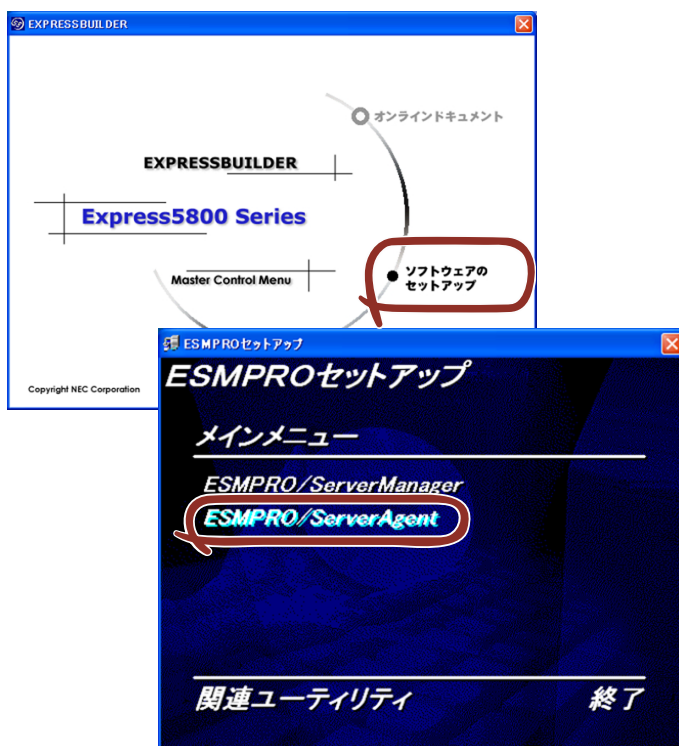 EXPRESSBUILDER
オンラインドキュメント
EXPRESSBUILDER
Express5800 Series
Master Control Menu
ソフトウェアの
セットアップ
Copyright NEC Corporation
ESMPROセットアップ
ESMPROセットアップ
メインメニュー
ESMPRO/ServerManager
ESMPRO/ServerAgent
関連ユーティリティ
終了